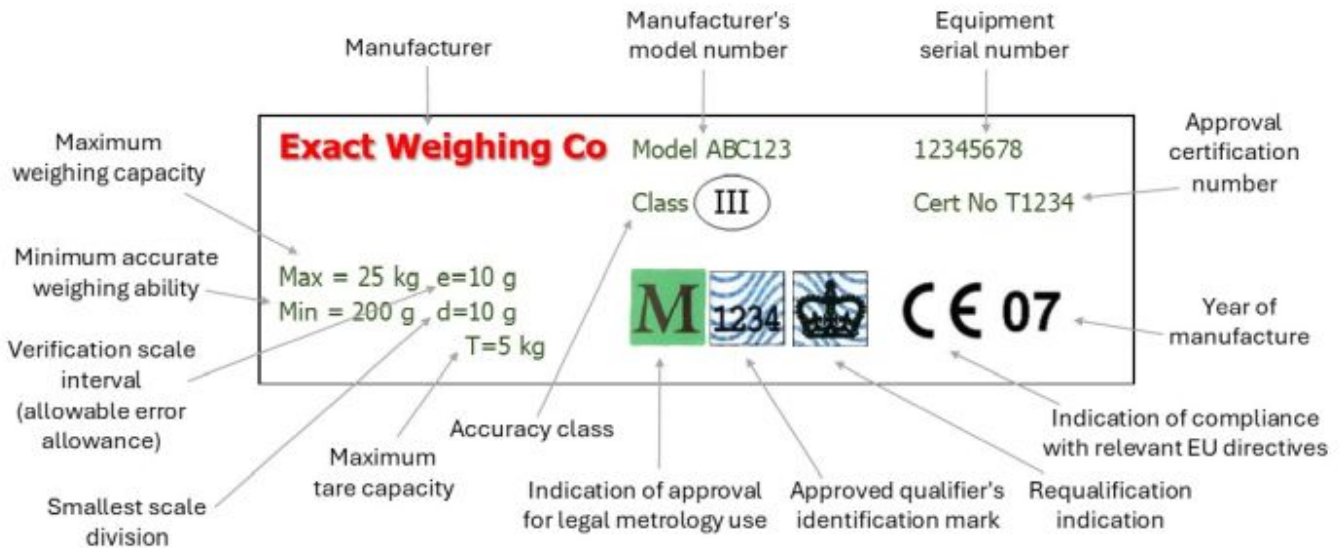 Manufacturer
Manufacturer's
model number
Equipment
serial number
Maximum
weighing capacity
Approval
certification
number
Exact Weighing Co
Model ABC123
12345678
Class III
Cert No T1234
Minimum accurate
weighing ability
Max = 25 kg e=10 g
Min = 200 g d=10 g
T=5 kg
M
1234
CE 07
Year of
manufacture
Verification scale
interval
(allowable error
allowance)
Smallest scale
division
Maximum
tare capacity
Accuracy class
Indication of approval
for legal metrology use
Approved qualifier's
identification mark
Requalification
indication
Indication of compliance
with relevant EU directives